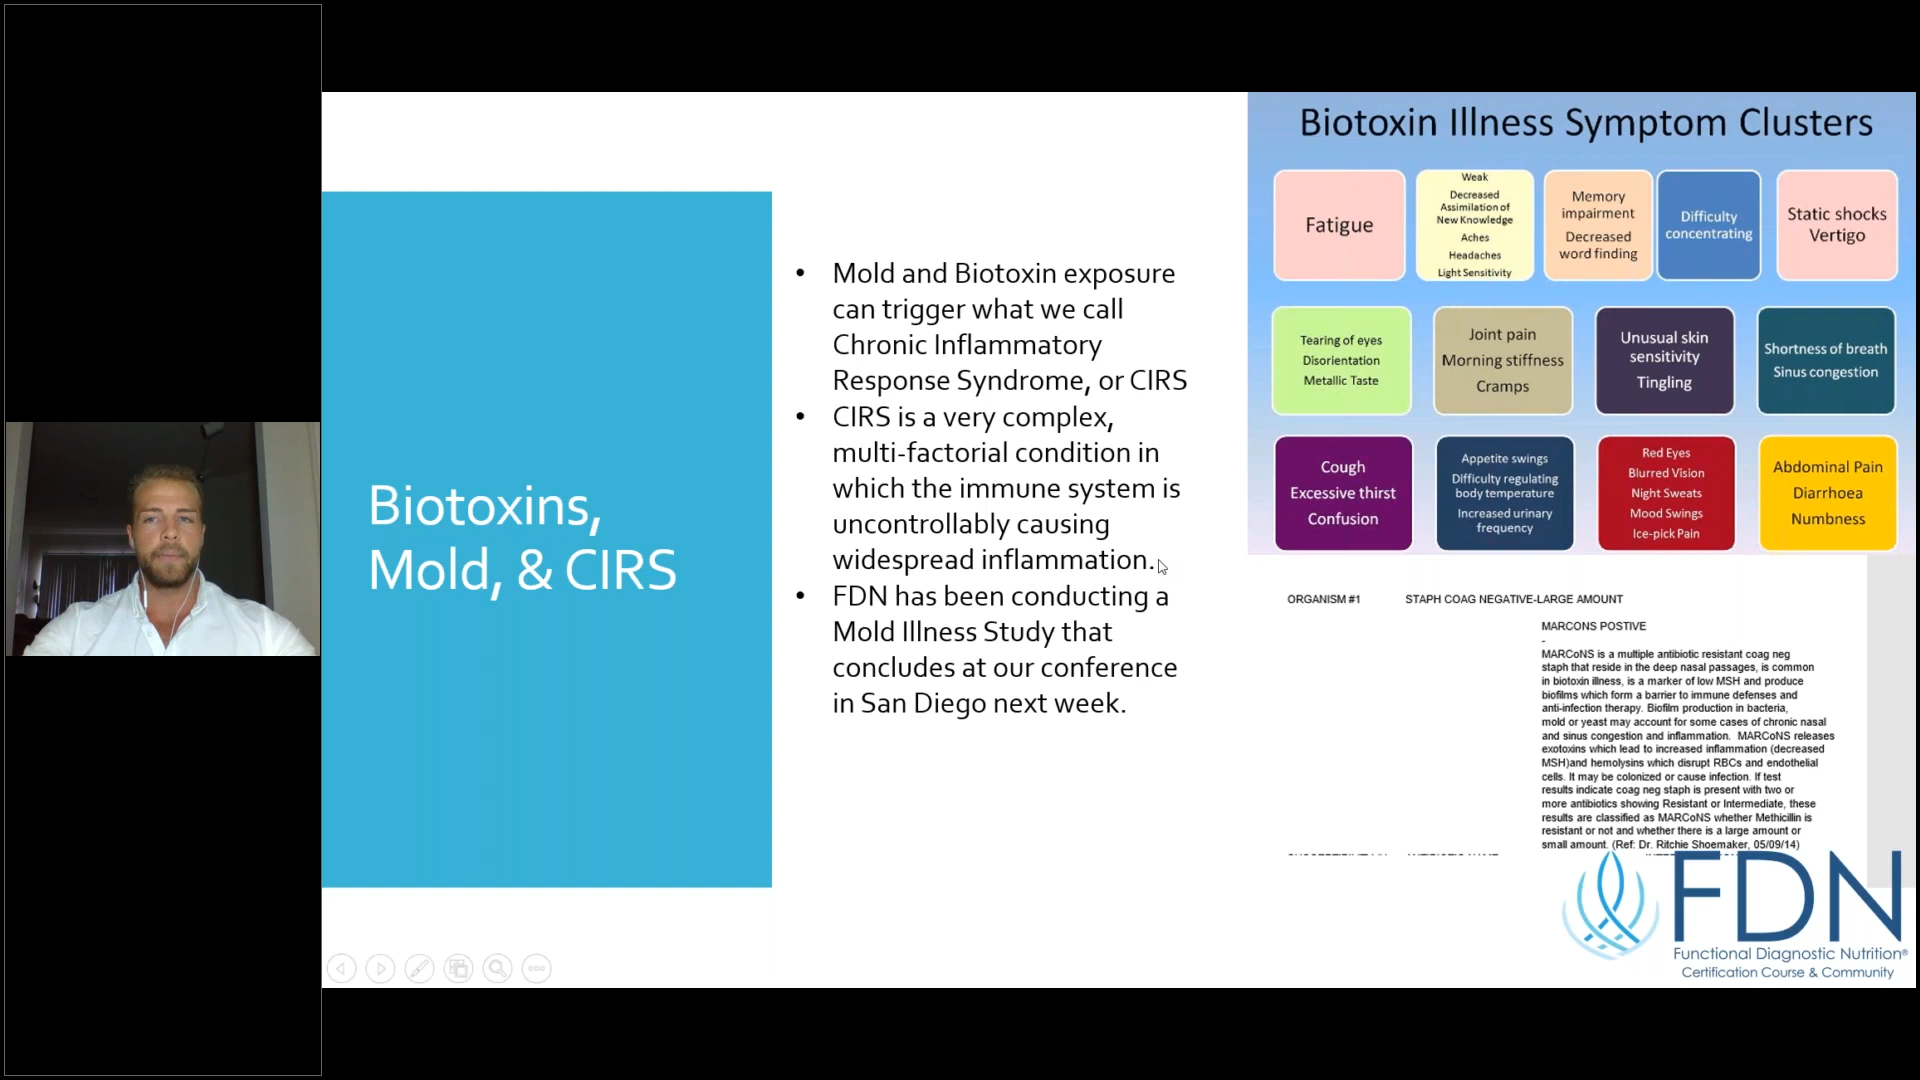 Biotoxins,
Mold, & CIRS
• Mold and Biotoxin exposure
can trigger what we call
Chronic Inflammatory
Response Syndrome, or CIRS
• CIRS is a very complex,
multi-factorial condition in
which the immune system is
uncontrollably causing
widespread inflammation.
• FDN has been conducting a
Mold Illness Study that
concludes at our conference
in San Diego next week.
Biotoxin Illness Symptom Clusters
Fatigue
Weak
Decreased
Assimilation of
New Knowledge
Aches
Headaches
Light Sensitivity
Memory
impairment
Decreased
word finding
Difficulty
concentrating
Static shocks
Vertigo
Tearing of eyes
Disorientation
Metallic Taste
Joint pain
Morning stiffness
Cramps
Unusual skin
sensitivity
Tingling
Shortness of breath
Sinus congestion
Cough
Excessive thirst
Confusion
Appetite swings
Difficulty regulating
body temperature
Increased urinary
frequency
Red Eyes
Blurred Vision
Night Sweats
Mood Swings
Ice-pick Pain
Abdominal Pain
Diarrhoea
Numbness
ORGANISM #1 STAPH COAG NEGATIVE-LARGE AMOUNT
MARCONS POSTIVE
-
MARCoNS is a multiple antibiotic resistant coag neg
staph that reside in the deep nasal passages, is common
in biotoxin illness, is a marker of low MSH and produce
biofilms which form a barrier to immune defenses and
anti-infection therapy. Biofilm production in bacteria,
mold or yeast may account for some cases of chronic nasal
and sinus congestion and inflammation. MARCoNS releases
exotoxins which lead to increased inflammation (decreased
MSH)and hemolysins which disrupt RBCs and endothelial
cells. It may be colonized or cause infection. If test
results indicate coag neg staph is present with two or
more antibiotics showing Resistant or Intermediate, these
results are classified as MARCoNS whether Methicillin is
resistant or not and whether there is a large amount or
small amount. (Ref: Dr. Ritchie Shoemaker, 05/09/14)
FDN
Functional Diagnostic Nutrition®
Certification Course & Community